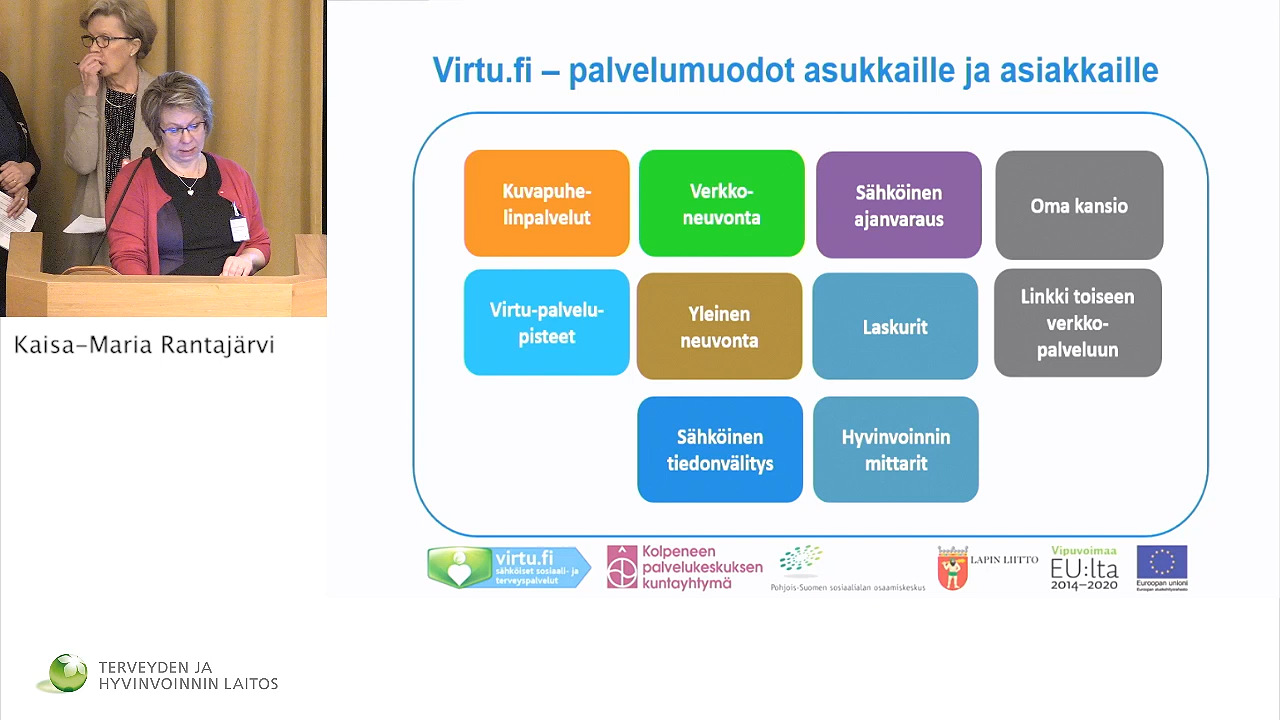 Virtu.fi – palvelumuodot asukkaille ja asiakkaille
Kuvapuhe-
linpalvelut
Verkko-
neuvonta
Sähköinen
ajanvaraus
Oma kansio
Virtu-palvelu-
pisteet
Yleinen
neuvonta
Laskurit
Linkki toiseen
verkko-
palveluun
Sähköinen
tiedonvälitys
Hyvinvoinnin
mittarit
Kaisa-Maria Rantajärvi
virtu.fi
sähköiset sosiaali- ja
terveyspalvelut
Kolpeneen
palvelukeskuksen
kuntayhtymä
Pohjois-Suomen sosiaalialan osaamiskeskus
LAPIN LIITTO
Vipuvoimaa
EU:lta
2014–2020
Euroopan unioni
Euroopan aluekehitysrahasto
TERVEYDEN JA
HYVINVOINNIN LAITOS